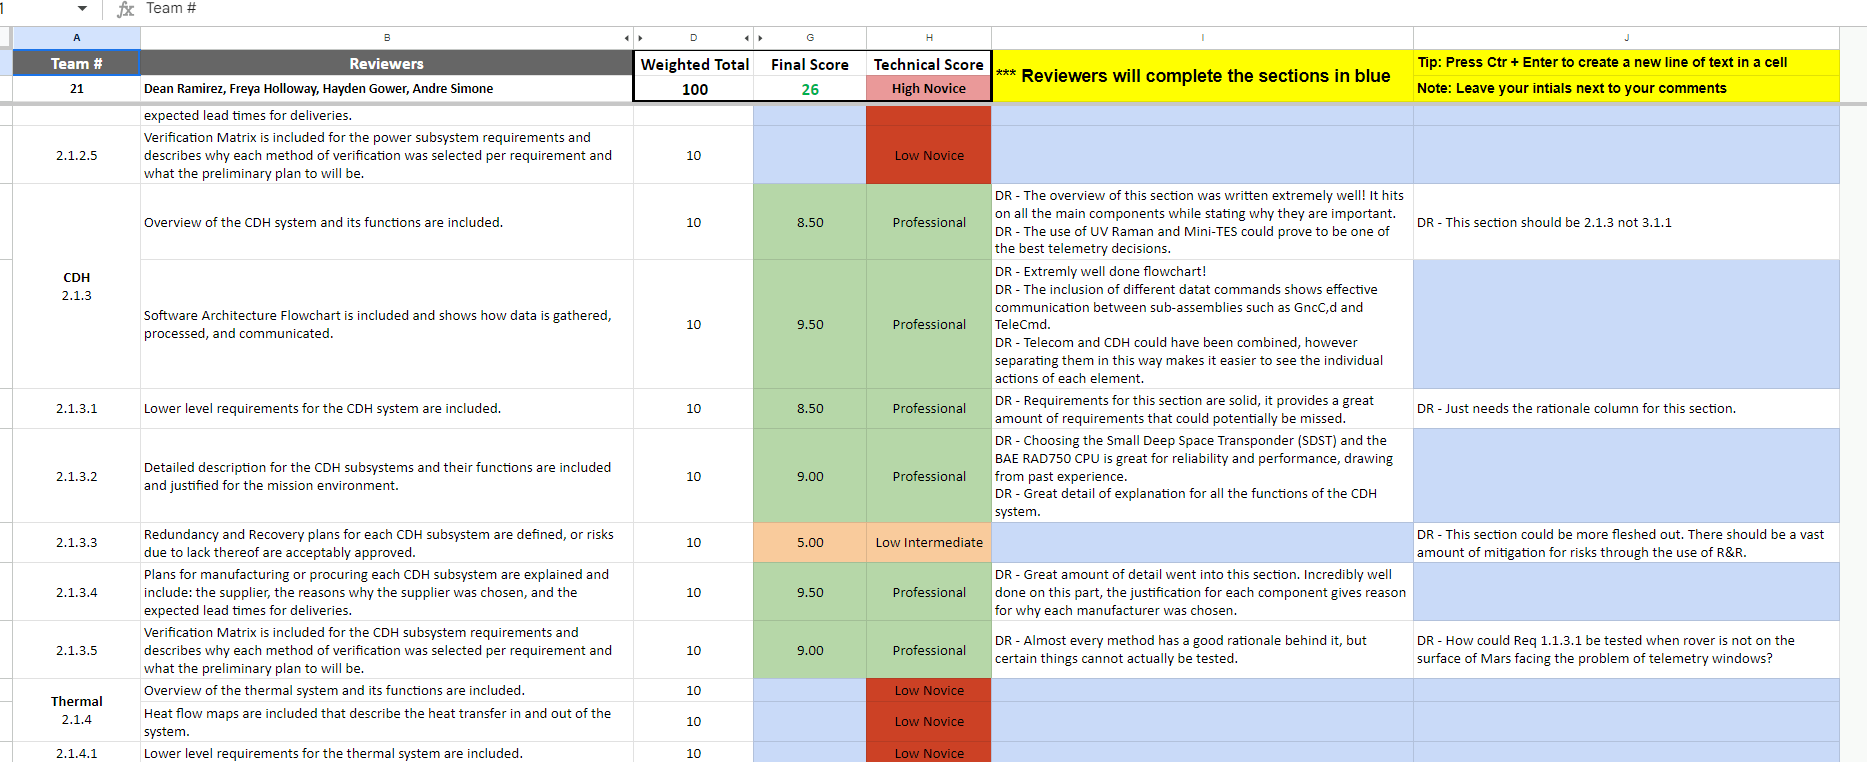 1
fx Team #
A B D G H I J
Team # Reviewers Weighted Total Final Score Technical Score *** Reviewers will complete the sections in blue Tip: Press Ctr + Enter to create a new line of text in a cell
21 Dean Ramirez, Freya Holloway, Hayden Gower, Andre Simone 100 26 High Novice Note: Leave your intials next to your comments
expected lead times for deliveries.
2.1.2.5
Verification Matrix is included for the power subsystem requirements and
describes why each method of verification was selected per requirement and
what the preliminary plan to will be.
10
Low Novice
CDH
2.1.3
Overview of the CDH system and its functions are included.
10
8.50
Professional
DR - The overview of this section was written extremely well! It hits
on all the main components while stating why they are important.
DR - The use of UV Raman and Mini-TES could prove to be one of
the best telemetry decisions.
DR - This section should be 2.1.3 not 3.1.1
Software Architecture Flowchart is included and shows how data is gathered,
processed, and communicated.
10
9.50
Professional
DR - Extremly well done flowchart!
DR - The inclusion of different datat commands shows effective
communication between sub-assemblies such as GncC,d and
TeleCmd.
DR - Telecom and CDH could have been combined, however
separating them in this way makes it easier to see the individual
actions of each element.
2.1.3.1
Lower level requirements for the CDH system are included.
10
8.50
Professional
DR - Requirements for this section are solid, it provides a great
amount of requirements that could potentially be missed.
DR - Just needs the rationale column for this section.
2.1.3.2
Detailed description for the CDH subsystems and their functions are included
and justified for the mission environment.
10
9.00
Professional
DR - Choosing the Small Deep Space Transponder (SDST) and the
BAE RAD750 CPU is great for reliability and performance, drawing
from past experience.
DR - Great detail of explanation for all the functions of the CDH
system.
2.1.3.3
Redundancy and Recovery plans for each CDH subsystem are defined, or risks
due to lack thereof are acceptably approved.
10
5.00
Low Intermediate
DR - This section could be more fleshed out. There should be a vast
amount of mitigation for risks through the use of R&R.
2.1.3.4
Plans for manufacturing or procuring each CDH subsystem are explained and
include: the supplier, the reasons why the supplier was chosen, and the
expected lead times for deliveries.
10
9.50
Professional
DR - Great amount of detail went into this section. Incredibly well
done on this part, the justification for each component gives reason
for why each manufacturer was chosen.
2.1.3.5
Verification Matrix is included for the CDH subsystem requirements and
describes why each method of verification was selected per requirement and
what the preliminary plan to will be.
10
9.00
Professional
DR - Almost every method has a good rationale behind it, but
certain things cannot actually be tested.
DR - How could Req 1.1.3.1 be tested when rover is not on the
surface of Mars facing the problem of telemetry windows?
Thermal
2.1.4
Overview of the thermal system and its functions are included.
10
Low Novice
Heat flow maps are included that describe the heat transfer in and out of the
system.
10
Low Novice
2.1.4.1
Lower level requirements for the thermal system are included.
10
Low Novice